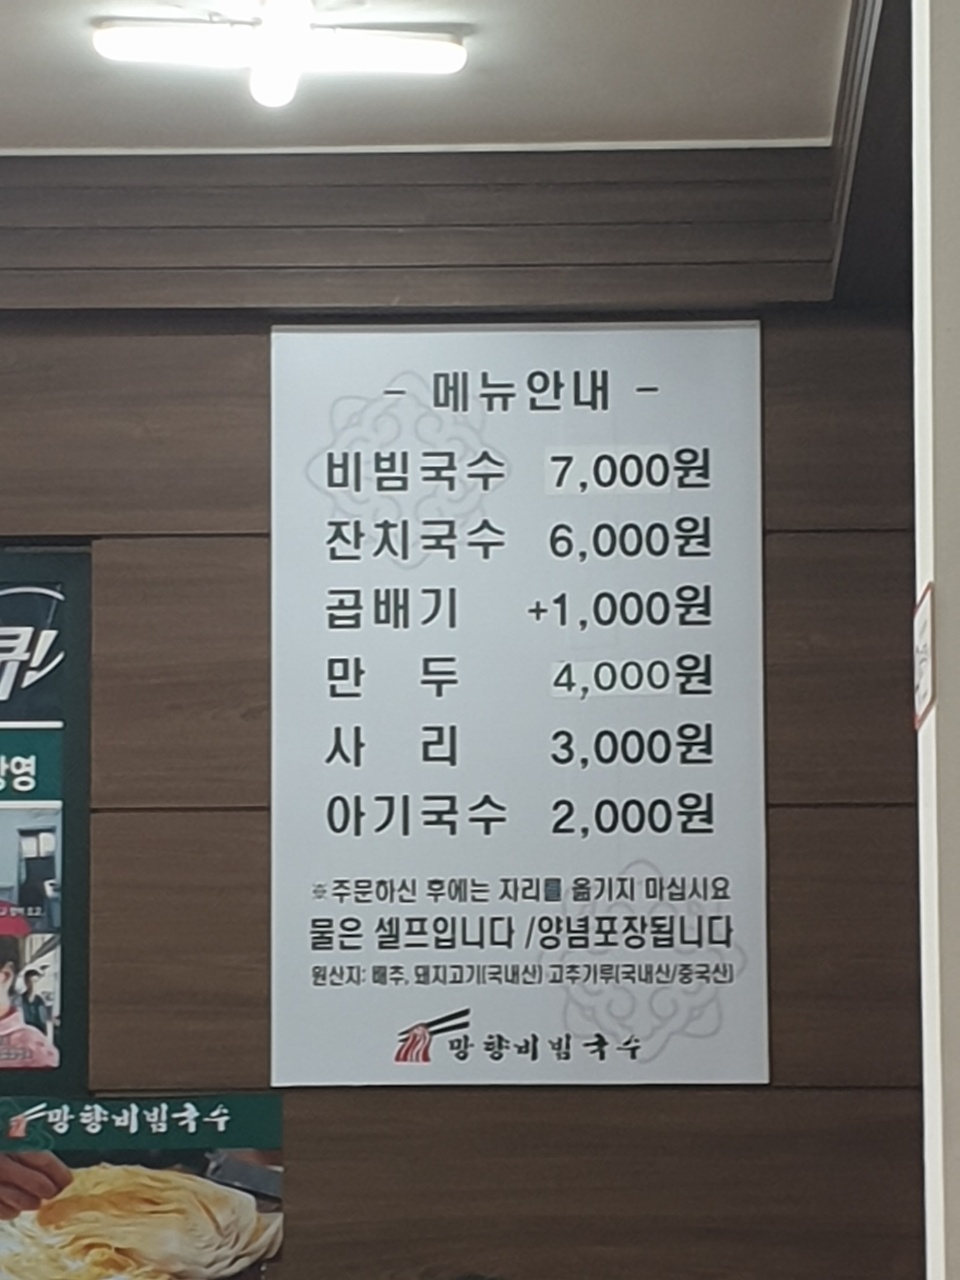 - 메뉴안내 -
비빔국수 7,000원
잔치국수 6,000원
곱배기 +1,000원
만 두 4,000원
사 리 3,000원
아기국수 2,000원
※주문하신 후에는 자리를 옮기지 마십시요
물은 셀프입니다 /양념포장됩니다
원산지: 배추, 돼지고기(국내산) 고추가루(국내산/중국산)
망향비빔국수
망향비빔국수